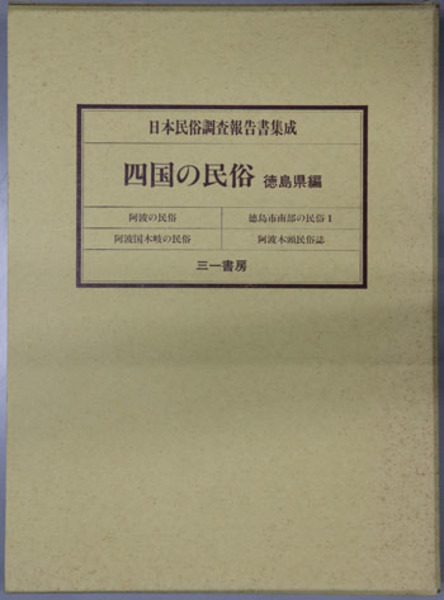 日本民俗調査報告書集成
四国の民俗 徳島県編
阿波の民俗 徳島市南部の民俗・1
阿波国木岐の民俗 阿波木頭民俗誌
三一書房